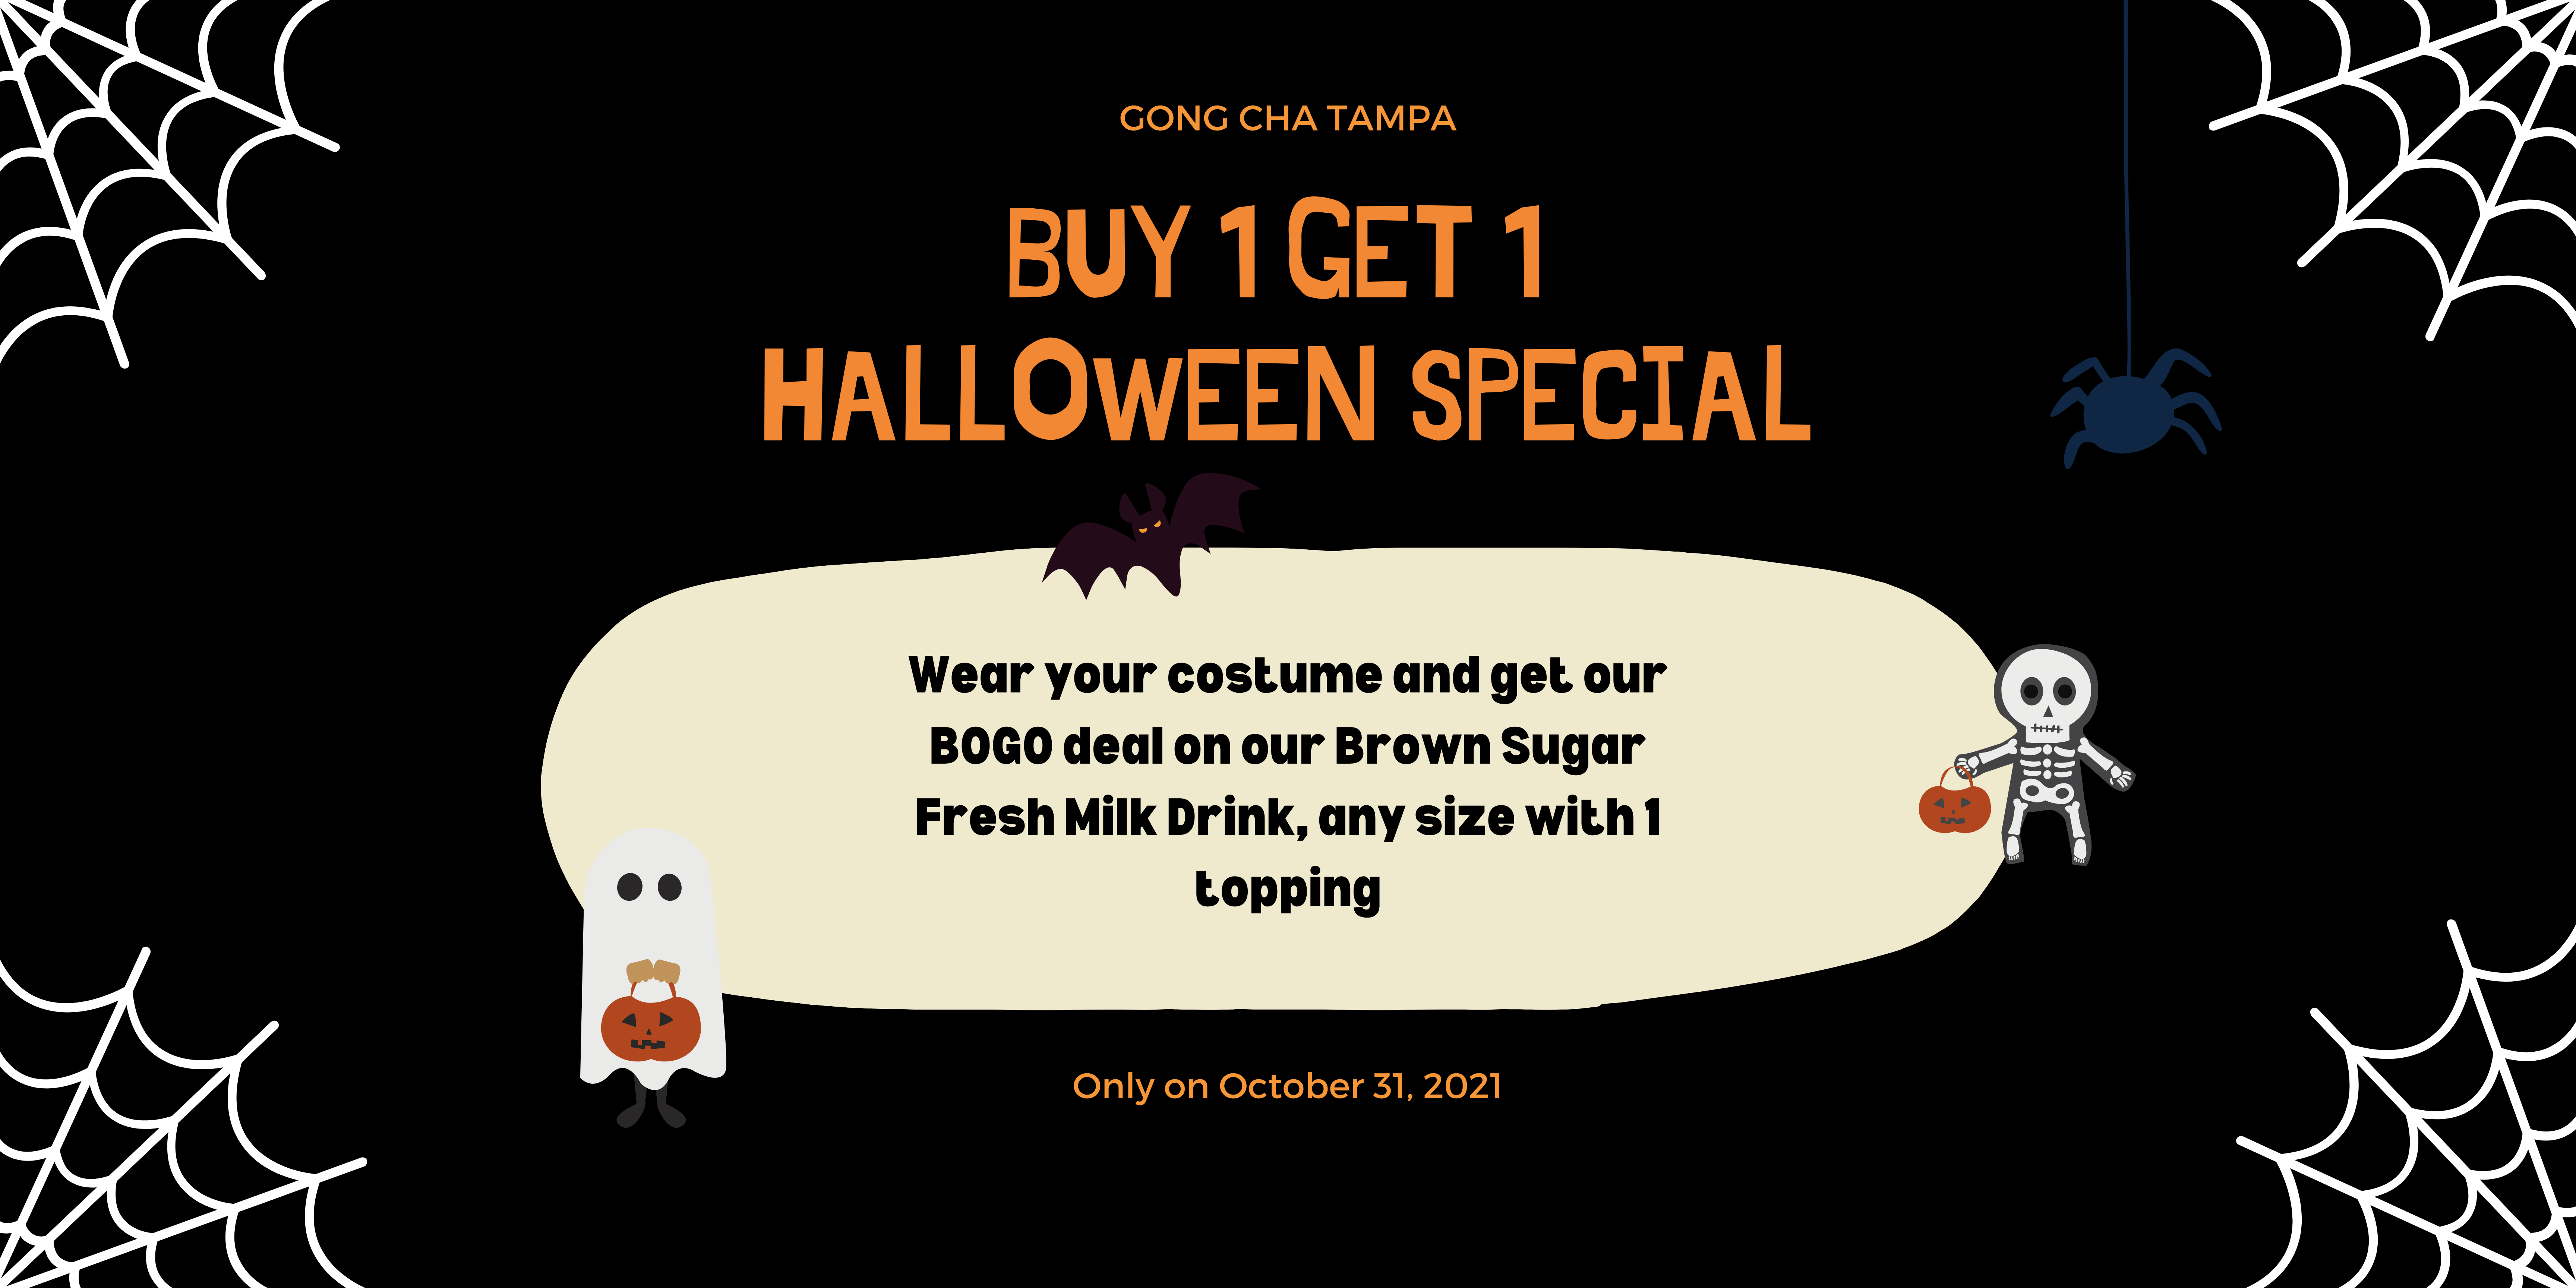 GONG CHA TAMPA
BUY 1 GET 1
HALLOWEEN SPECIAL
Wear your costume and get our
BOGO deal on our Brown Sugar
Fresh Milk Drink, any size with 1
topping
Only on October 31, 2021